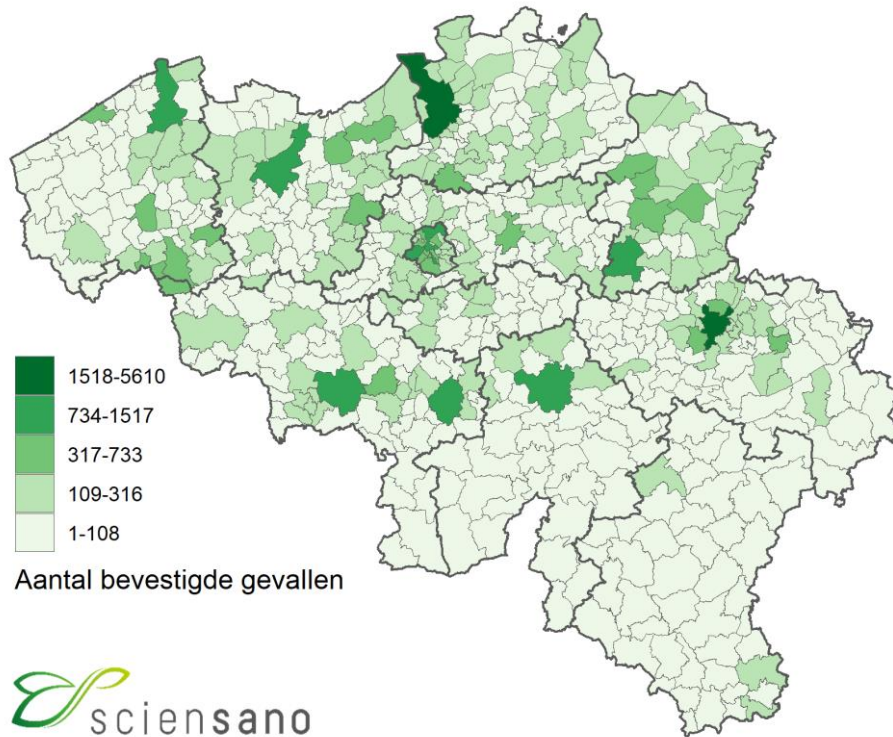 1518-5610
734-1517
317-733
109-316
1-108
Aantal bevestigde gevallen
sciensano